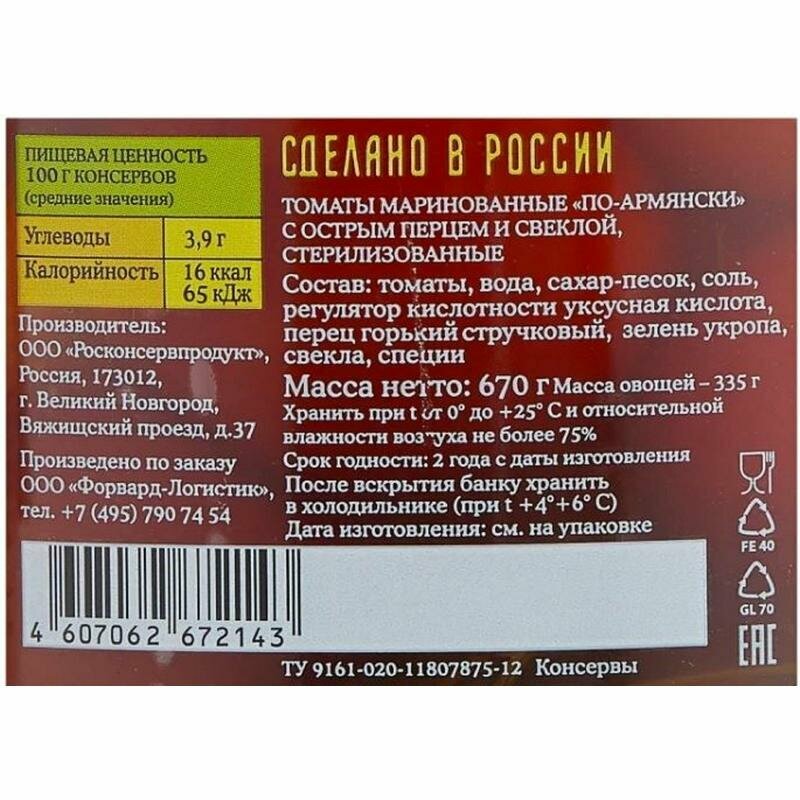 ПИЩЕВАЯ ЦЕННОСТЬ
100 Г КОНСЕРВОВ
(средние значения)
Углеводы 3,9 г
Калорийность 16 ккал
65 кДж
Производитель:
ООО «Росконсервпродукт»,
Россия, 173012,
г. Великий Новгород,
Вяжищский проезд, д.37
Произведено по заказу
ООО «Форвард-Логистик»,
тел. +7 (495) 790 74 54
4 607062 672143
СДЕЛАНО В РОССИИ
ТОМАТЫ МАРИНОВАННЫЕ «ПО-АРМЯНСКИ»
С ОСТРЫМ ПЕРЦЕМ И СВЕКЛОЙ,
СТЕРИЛИЗОВАННЫЕ
Состав: томаты, вода, сахар-песок, соль,
регулятор кислотности уксусная кислота,
перец горький стручковый, зелень укропа,
свекла, специи
Масса нетто: 670 г Масса овощей – 335 г
Хранить при t от 0° до +25° С и относительной
влажности воздуха не более 75%
Срок годности: 2 года с даты изготовления
После вскрытия банку хранить
в холодильнике (при t +4°+6° С)
Дата изготовления: см. на упаковке
FE 40
GL 70
EAC
ТУ 9161-020-11807875-12 Консервы